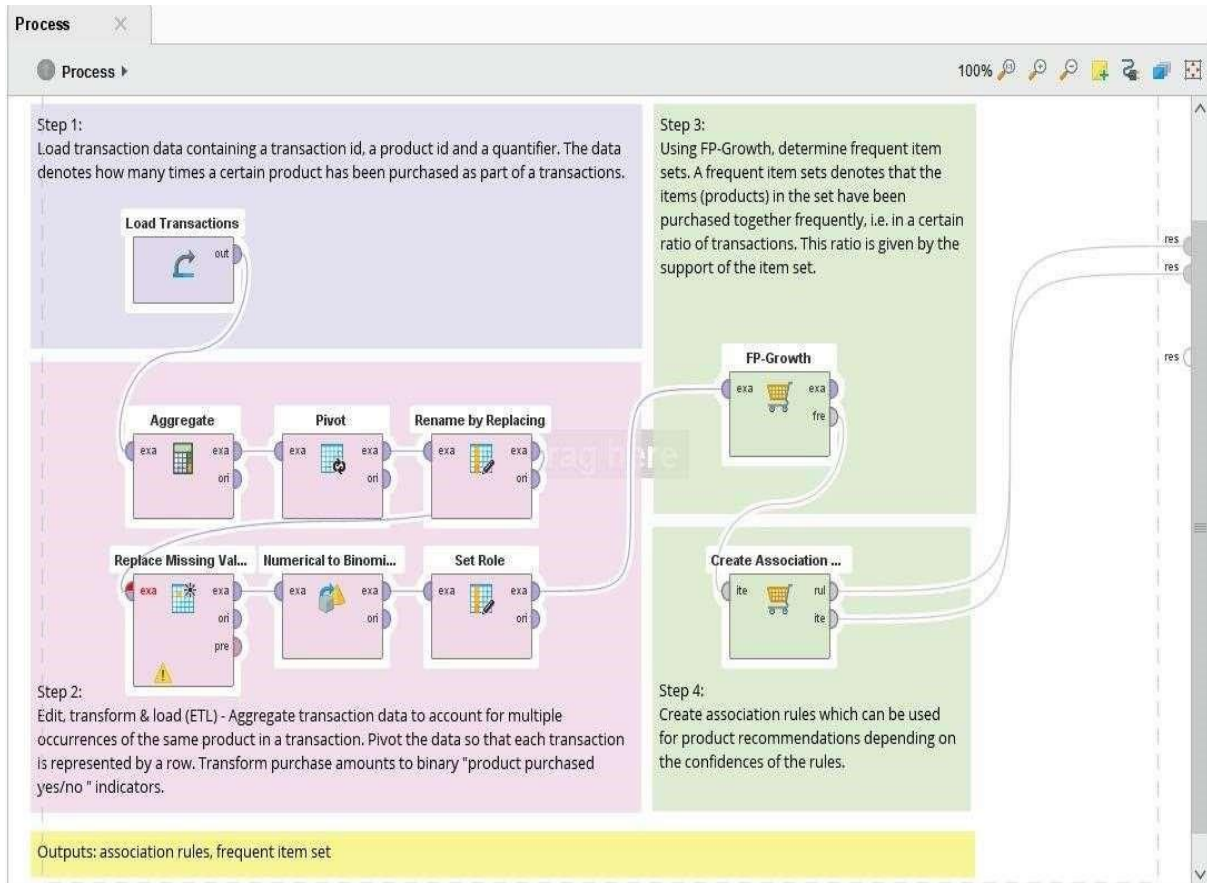 Process
Process
100%
Step 1:
Load transaction data containing a transaction id, a product id and a quantifier. The data
denotes how many times a certain product has been purchased as part of a transactions.
Load Transactions
out
Aggregate
exa
exa
ori
Pivot
exa
exa
ori
Rename by Replacing
exa
exa
ori
Replace Missing Val...
exa
exa
ori
pre
Numerical to Binomi...
exa
exa
ori
Set Role
exa
exa
ori
Step 2:
Edit, transform & load (ETL) - Aggregate transaction data to account for multiple
occurrences of the same product in a transaction. Pivot the data so that each transaction
is represented by a row. Transform purchase amounts to binary "product purchased
yes/no " indicators.
Step 3:
Using FP-Growth, determine frequent item
sets. A frequent item sets denotes that the
items (products) in the set have been
purchased together frequently, i.e. in a certain
ratio of transactions. This ratio is given by the
support of the item set.
FP-Growth
exa
exa
fre
rag here
Create Association ...
ite
rul
ite
Step 4:
Create association rules which can be used
for product recommendations depending on
the confidences of the rules.
res
res
res
Outputs: association rules, frequent item set